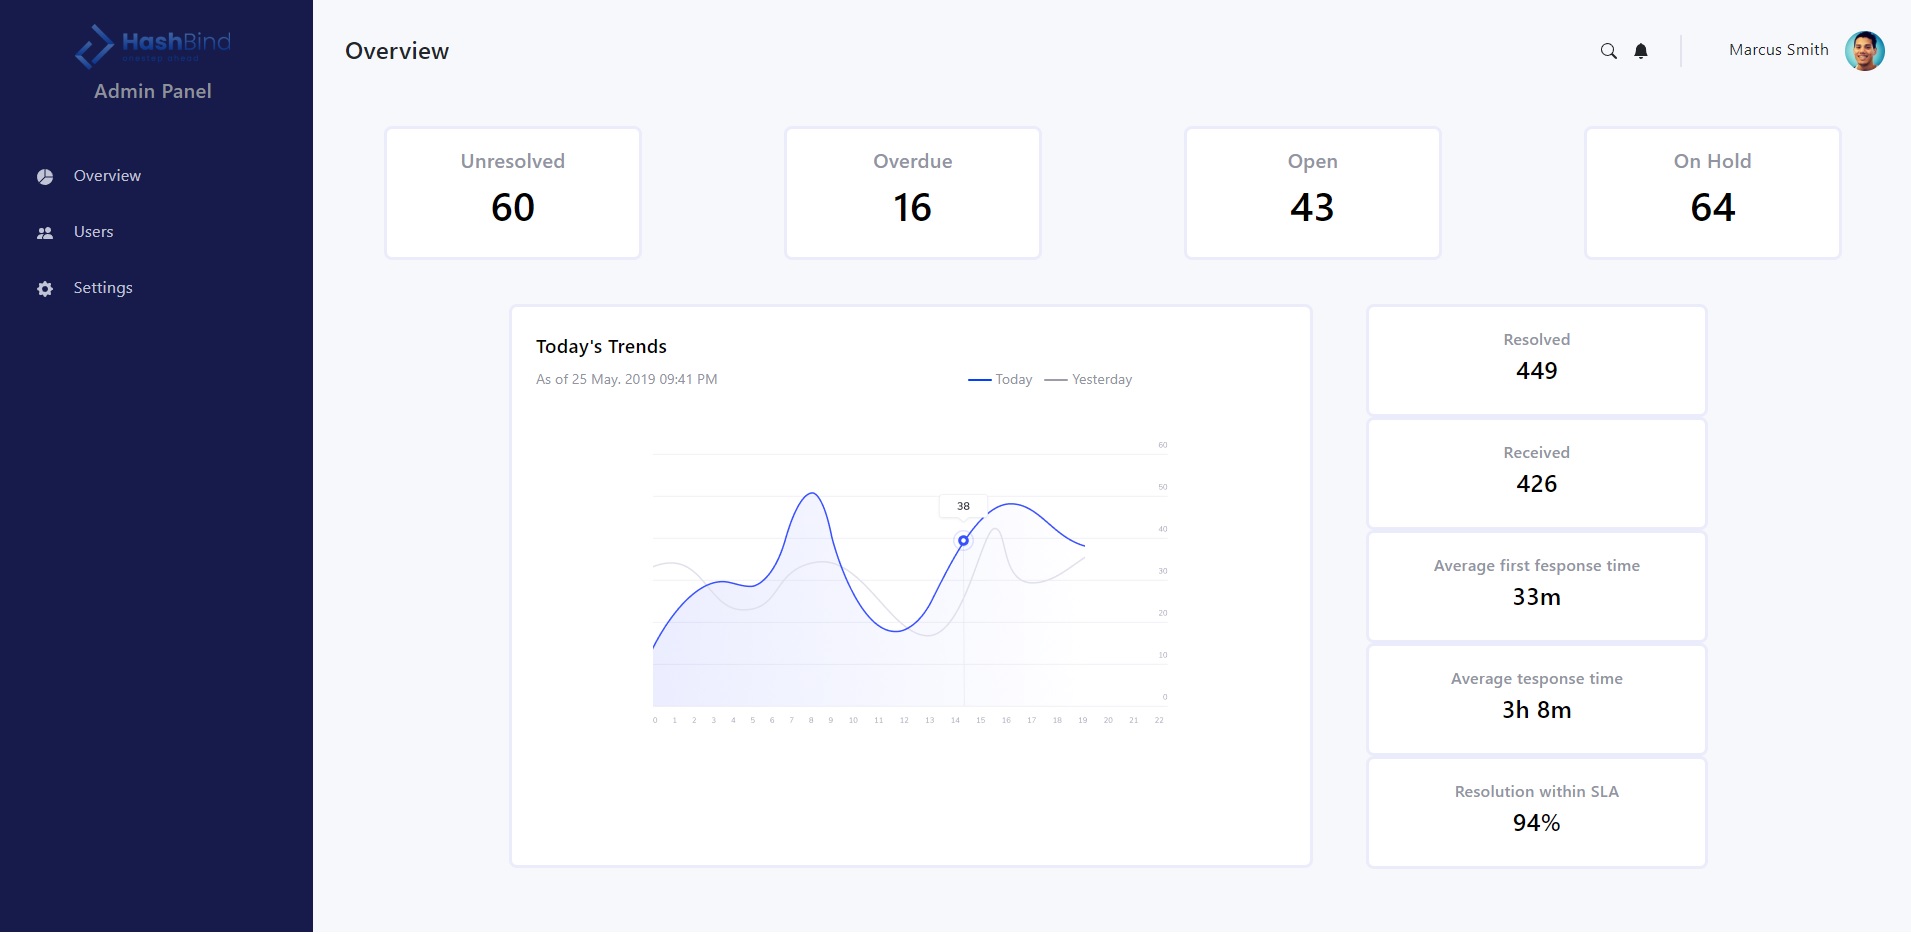 HashBind
onestep ahead
Admin Panel
Overview
Users
Settings
Overview
Marcus Smith
Unresolved
60
Overdue
16
Open
43
On Hold
64
Today's Trends
As of 25 May. 2019 09:41 PM
Today
Yesterday
60
50
40
30
20
10
0
38
0 1 2 3 4 5 6 7 8 9 10 11 12 13 14 15 16 17 18 19 20 21 22
Resolved
449
Received
426
Average first fesponse time
33m
Average tesponse time
3h 8m
Resolution within SLA
94%